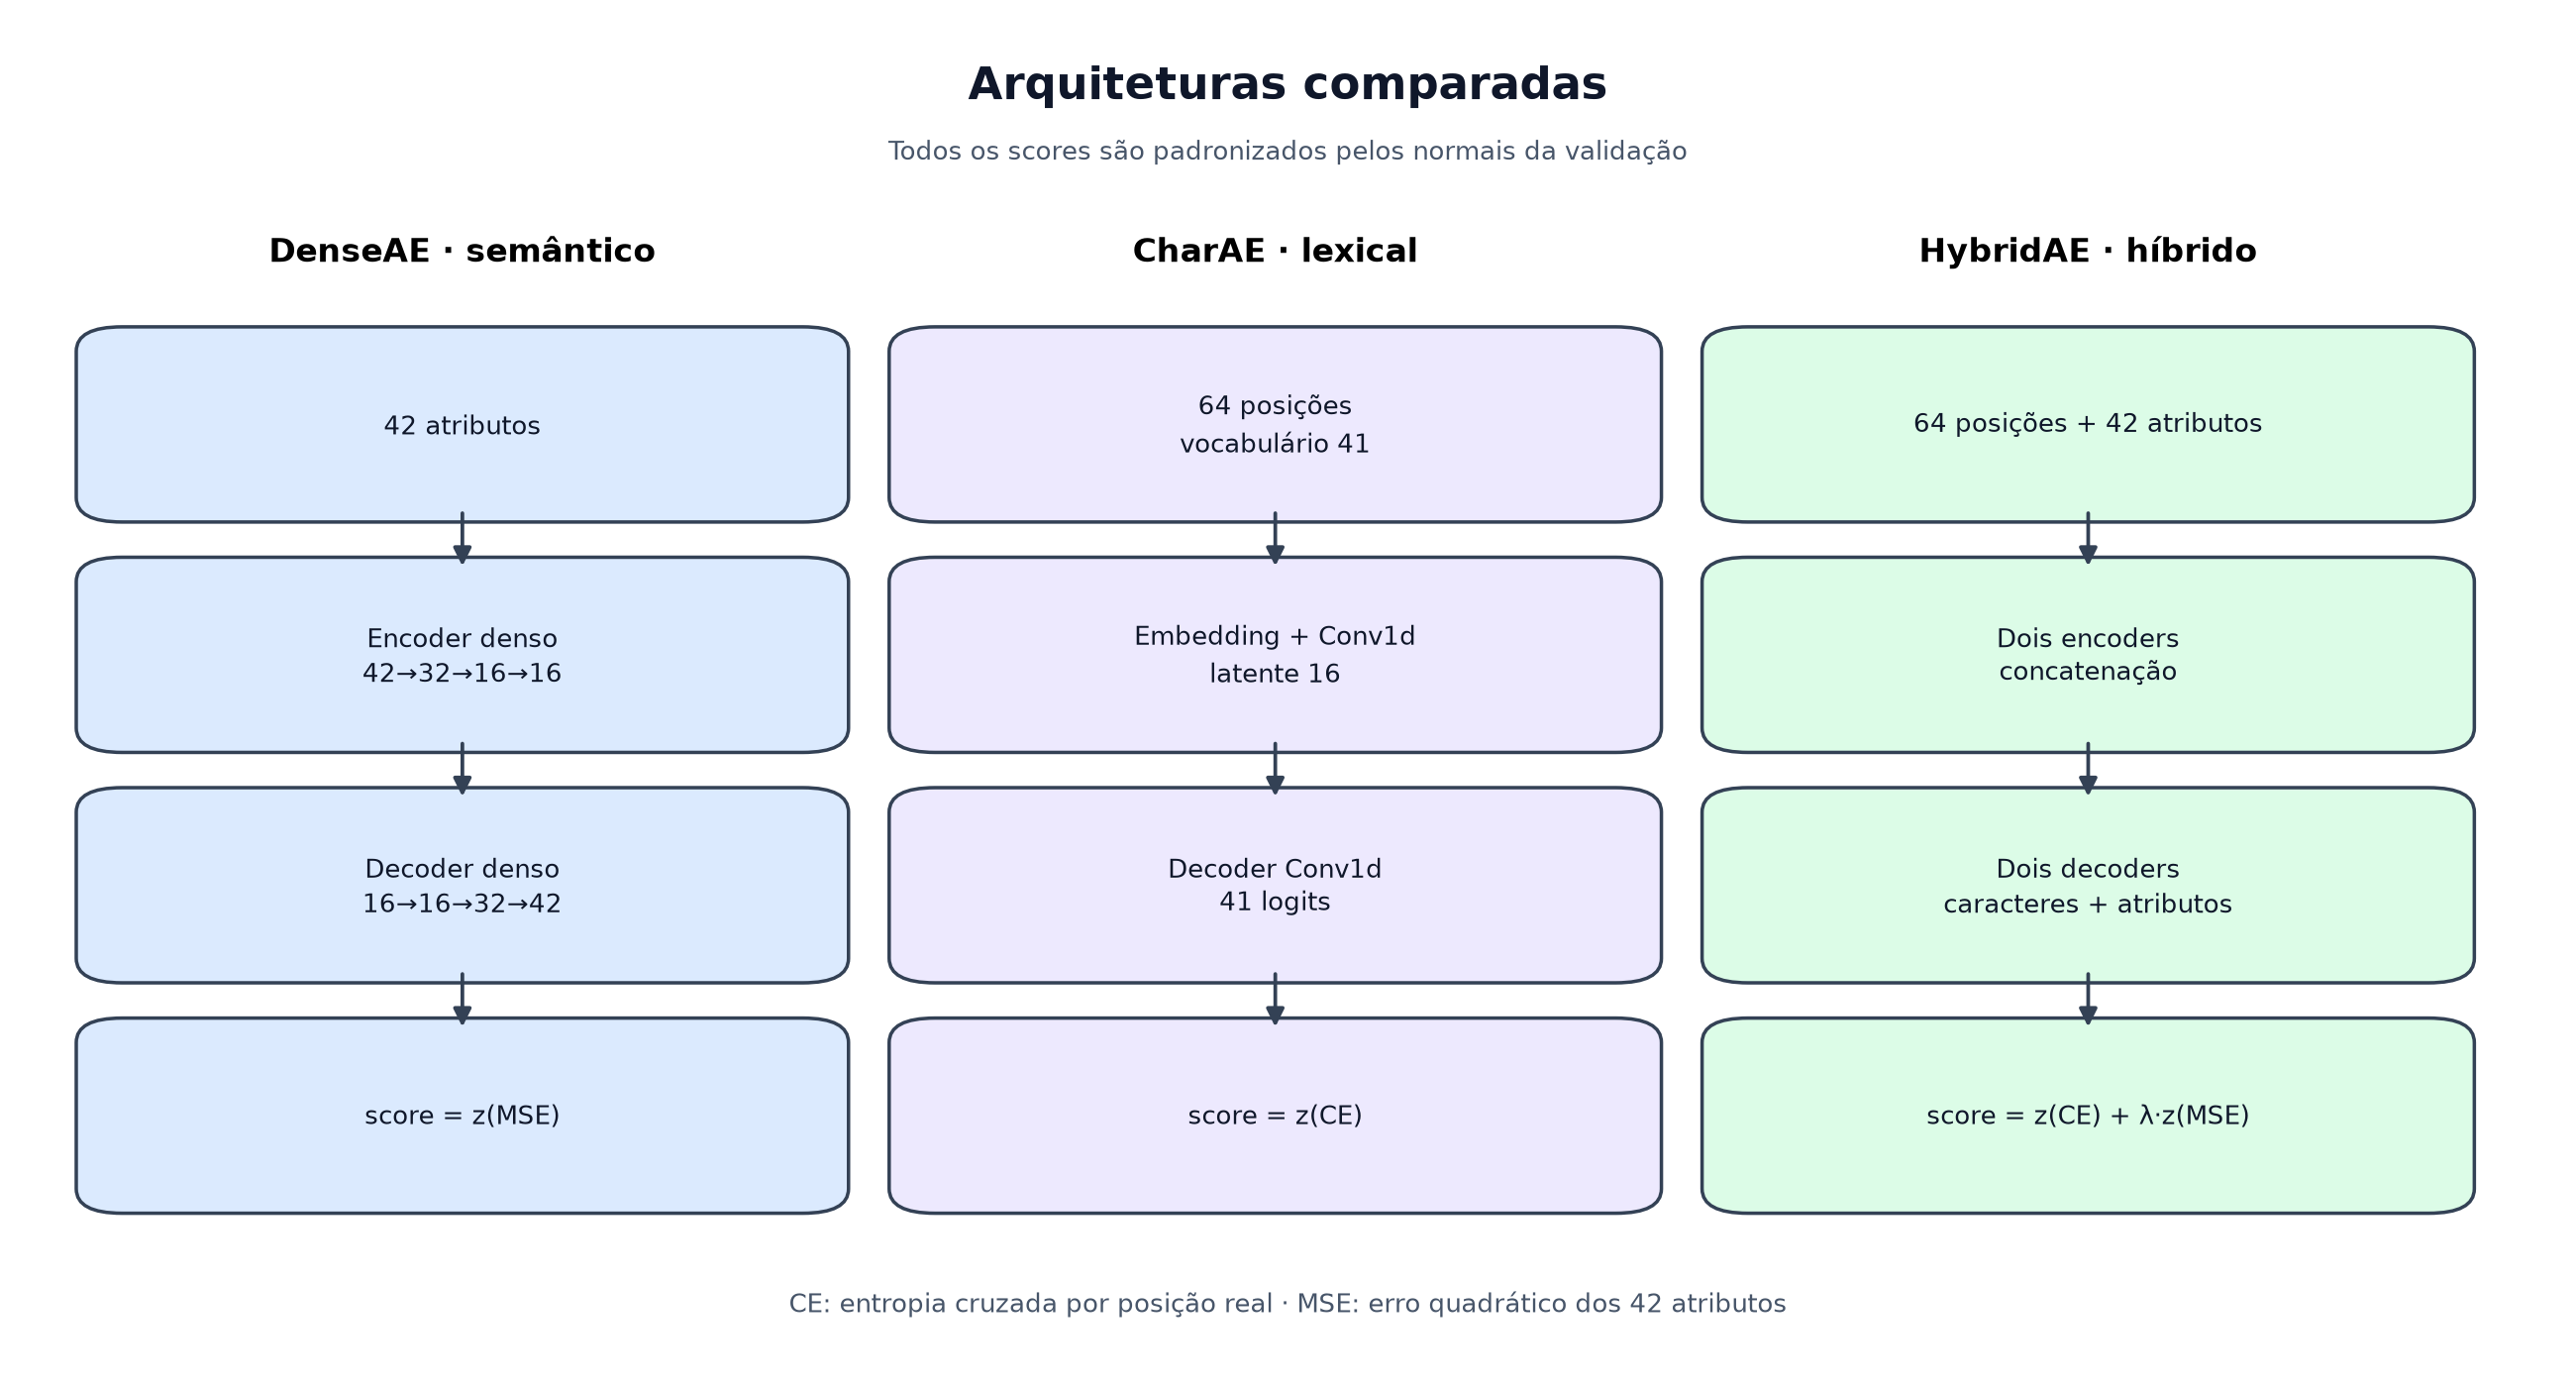 Arquiteturas comparadas
Todos os scores são padronizados pelos normais da validação
DenseAE · semântico
42 atributos
Encoder denso
42→32→16→16
Decoder denso
16→16→32→42
score = z(MSE)
CharAE · lexical
64 posições
vocabulário 41
Embedding + Conv1d
latente 16
Decoder Conv1d
41 logits
score = z(CE)
HybridAE · híbrido
64 posições + 42 atributos
Dois encoders
concatenação
Dois decoders
caracteres + atributos
score = z(CE) + λ·z(MSE)
CE: entropia cruzada por posição real · MSE: erro quadrático dos 42 atributos